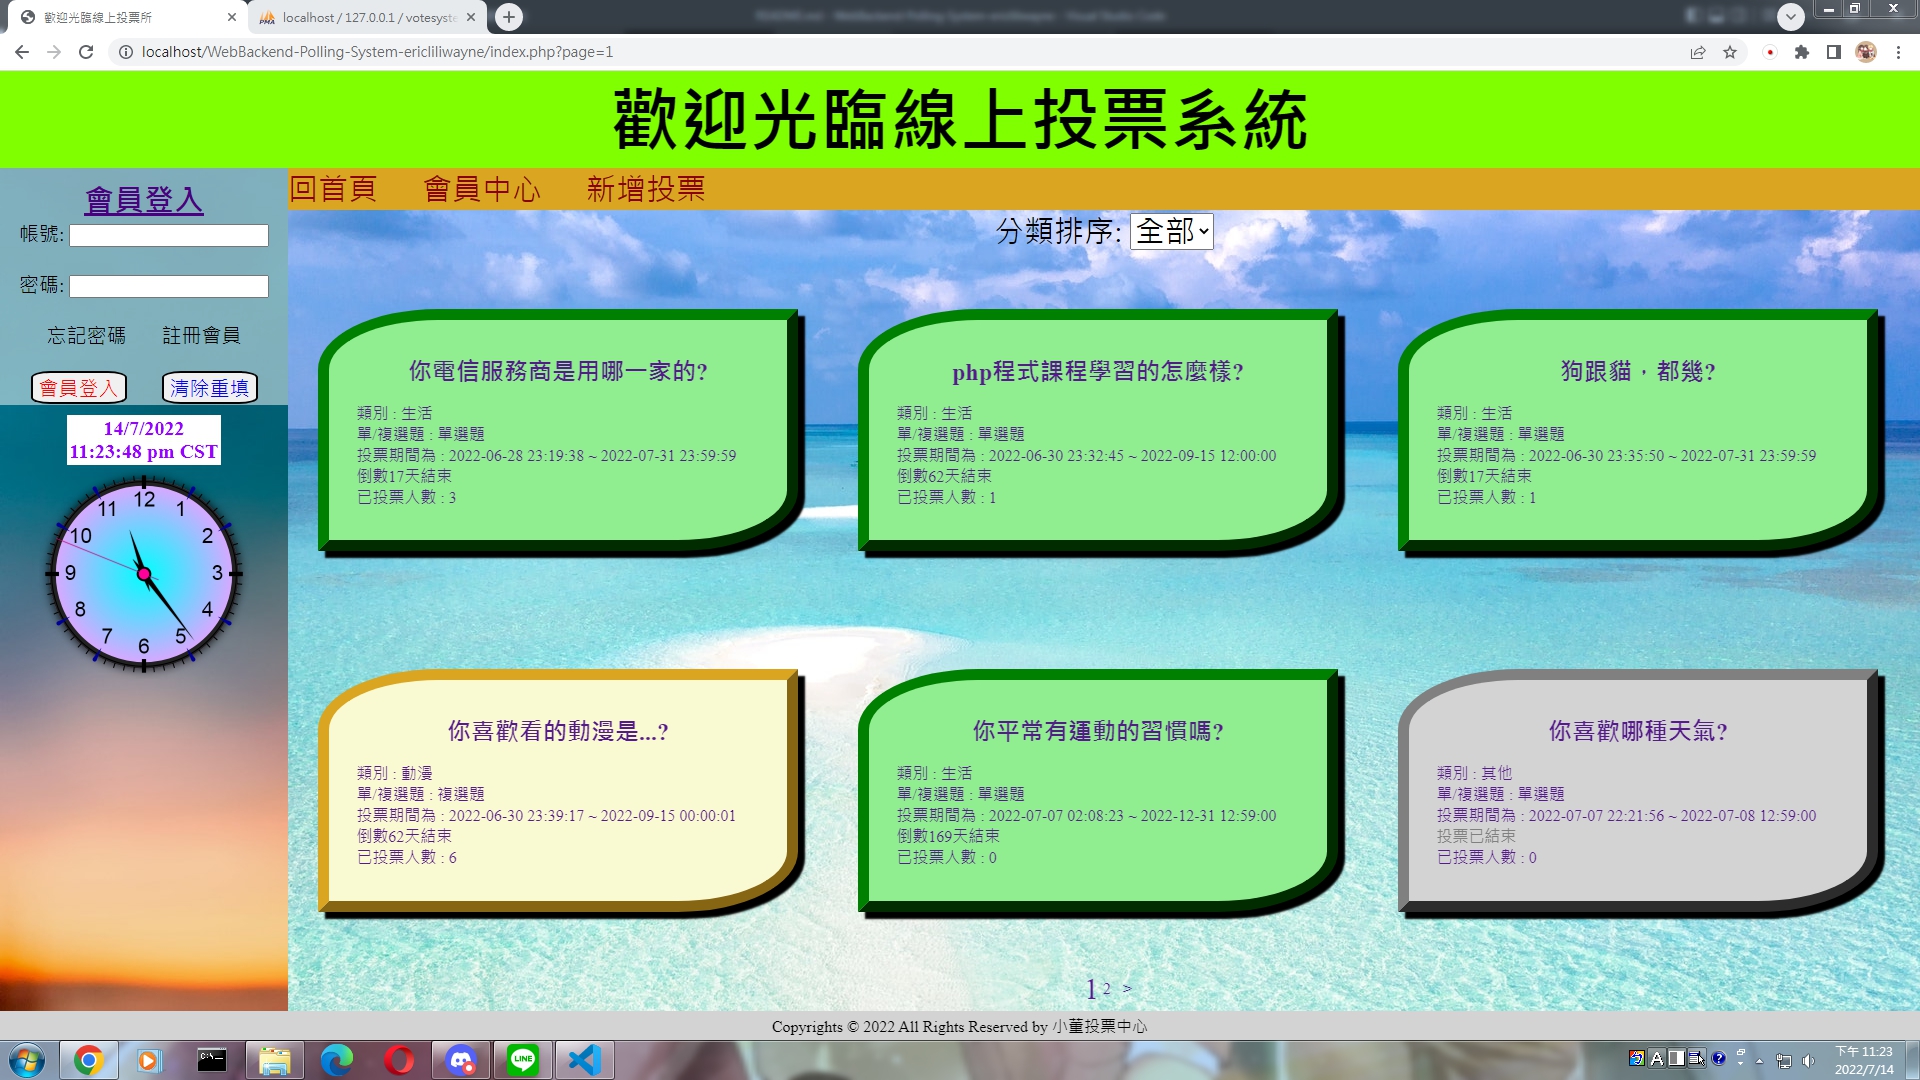 歡迎光臨線上投票所
localhost / 127.0.0.1 / votesyste
localhost/WebBackend-Polling-System-ericliliwayne/index.php?page=1
歡迎光臨線上投票系統
回首頁 會員中心 新增投票
會員登入
帳號:
密碼:
忘記密碼 註冊會員
會員登入 清除重填
14/7/2022
11:23:48 pm CST
12
1
2
3
4
5
6
7
8
9
10
11
分類排序: 全部
你電信服務商是用哪一家的?
類別 : 生活
單/複選題 : 單選題
投票期間為 : 2022-06-28 23:19:38 ~ 2022-07-31 23:59:59
倒數17天結束
已投票人數 : 3
php程式課程學習的怎麼樣?
類別 : 生活
單/複選題 : 單選題
投票期間為 : 2022-06-30 23:32:45 ~ 2022-09-15 12:00:00
倒數62天結束
已投票人數 : 1
狗跟貓，都幾?
類別 : 生活
單/複選題 : 單選題
投票期間為 : 2022-06-30 23:35:50 ~ 2022-07-31 23:59:59
倒數17天結束
已投票人數 : 1
你喜歡看的動漫是...?
類別 : 動漫
單/複選題 : 複選題
投票期間為 : 2022-06-30 23:39:17 ~ 2022-09-15 00:00:01
倒數62天結束
已投票人數 : 6
你平常有運動的習慣嗎?
類別 : 生活
單/複選題 : 單選題
投票期間為 : 2022-07-07 02:08:23 ~ 2022-12-31 12:59:00
倒數169天結束
已投票人數 : 0
你喜歡哪種天氣?
類別 : 其他
單/複選題 : 單選題
投票期間為 : 2022-07-07 22:21:56 ~ 2022-07-08 12:59:00
投票已結束
已投票人數 : 0
1 2 >
Copyrights © 2022 All Rights Reserved by 小董投票中心
下午 11:23
2022/7/14